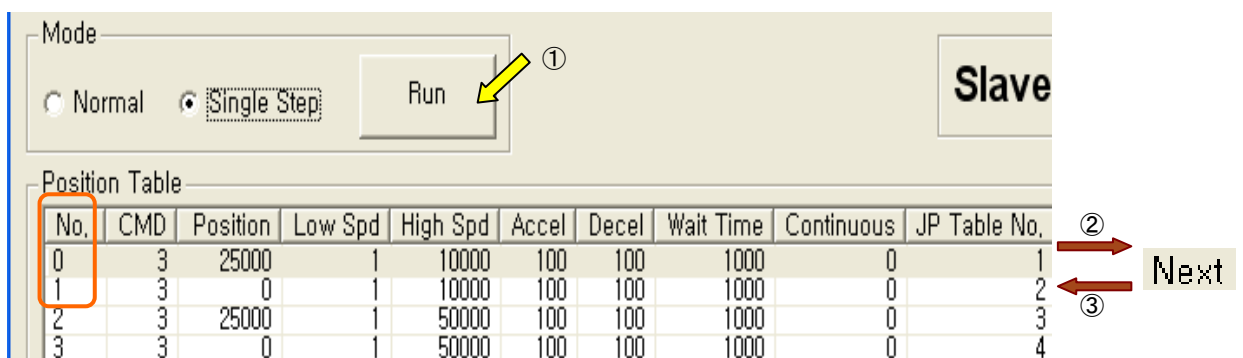 Mode
①
Normal Single Step Run
Slave
Position Table
No. CMD Position Low Spd High Spd Accel Decel Wait Time Continuous JP Table No.
②
0 3 25000 1 10000 100 100 1000 0 1
Next
1 3 0 1 10000 100 100 1000 0 2
③
2 3 25000 1 50000 100 100 1000 0 3
3 3 0 1 50000 100 100 1000 0 4